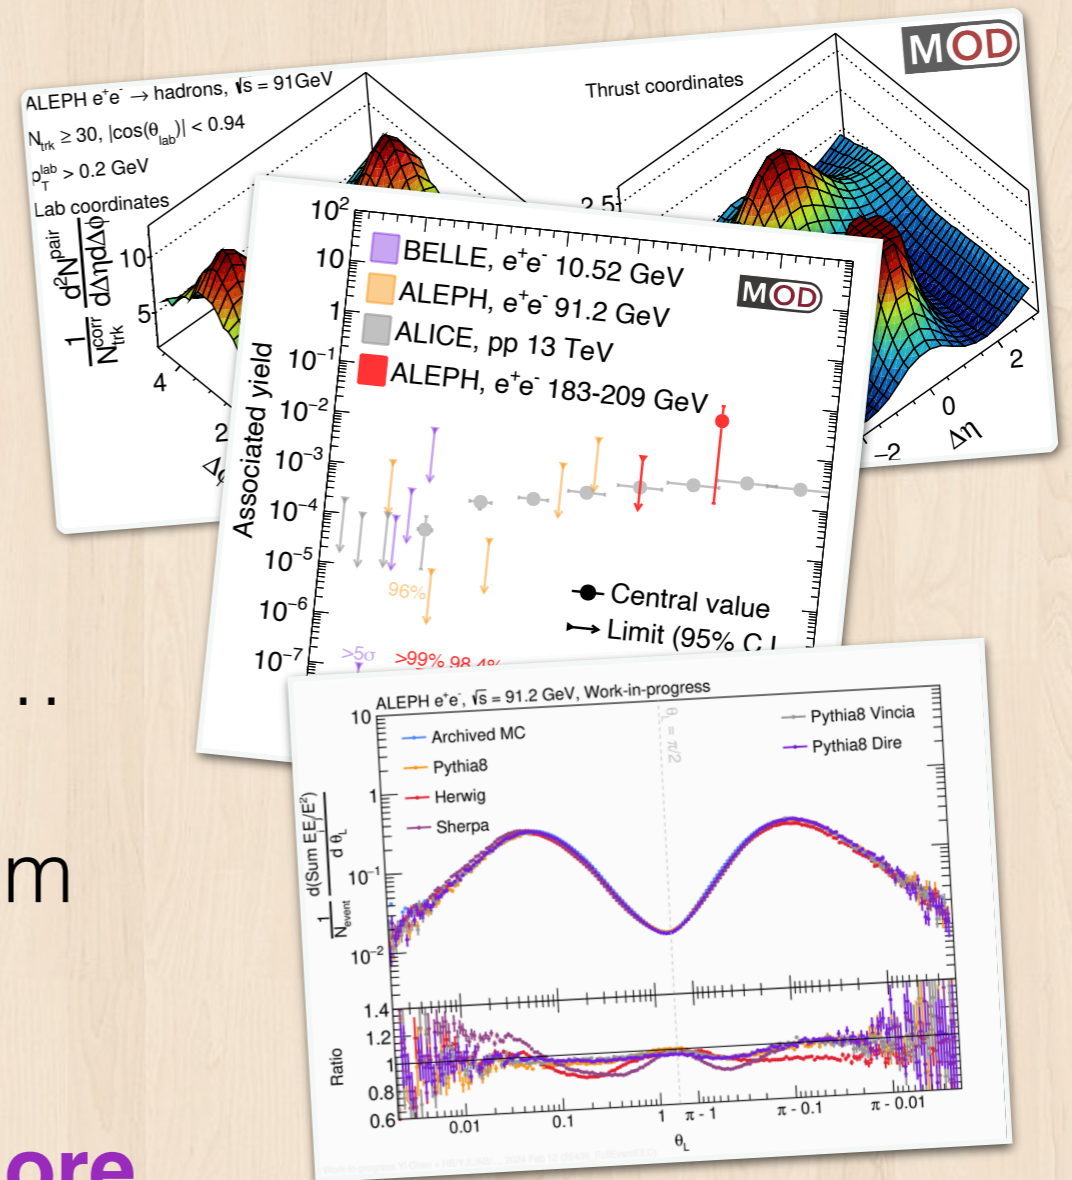 ALEPH e⁺e⁻ → hadrons, √s = 91GeV
N_trk ≥ 30, |cos(θ_lab)| < 0.94
p_T^lab > 0.2 GeV
Lab coordinates
1/N_trk^corr d²N^pair/dΔηdΔφ
10
5
4
2
Thrust coordinates
MOD
2.5
2
0
−2
Δη
BELLE, e⁺e⁻ 10.52 GeV
ALEPH, e⁺e⁻ 91.2 GeV
ALICE, pp 13 TeV
ALEPH, e⁺e⁻ 183-209 GeV
MOD
Associated yield
10²
10
1
10⁻¹
10⁻²
10⁻³
10⁻⁴
10⁻⁵
10⁻⁶
10⁻⁷
96%
>5σ >99% 98.4%
Central value
Limit (95% C.L
..
m
ore
ALEPH e⁺e⁻, √s = 91.2 GeV, Work-in-progress
Archived MC
Pythia8
Herwig
Sherpa
Pythia8 Vincia
Pythia8 Dire
θ_L = π/2
1/N_event d(Sum E_iE_j/E²)/d θ_L
10
1
10⁻¹
10⁻²
Ratio
1.4
1.2
1
0.8
0.6
0.01 0.1 1 π - 1 π - 0.1 π - 0.01
θ_L